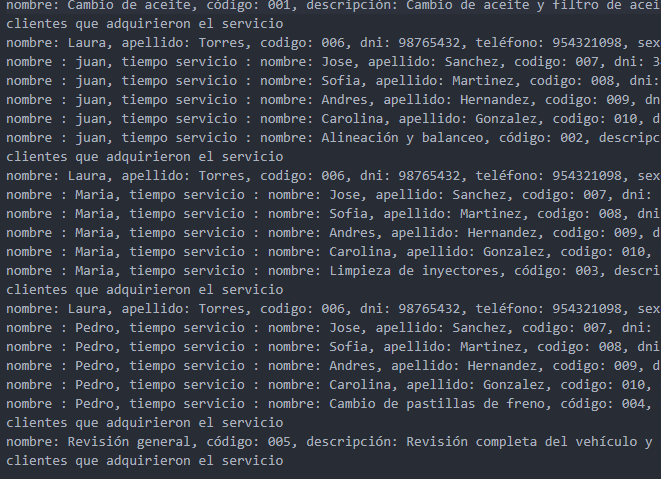 nombre: Cambio de aceite, código: 001, descripción: Cambio de aceite y filtro de acei
clientes que adquirieron el servicio
nombre: Laura, apellido: Torres, codigo: 006, dni: 98765432, teléfono: 954321098, sex
nombre : juan, tiempo servicio : nombre: Jose, apellido: Sanchez, codigo: 007, dni: 3
nombre : juan, tiempo servicio : nombre: Sofia, apellido: Martinez, codigo: 008, dni:
nombre : juan, tiempo servicio : nombre: Andres, apellido: Hernandez, codigo: 009, dn
nombre : juan, tiempo servicio : nombre: Carolina, apellido: Gonzalez, codigo: 010, d
nombre : juan, tiempo servicio : nombre: Alineación y balanceo, código: 002, descripc
clientes que adquirieron el servicio
nombre: Laura, apellido: Torres, codigo: 006, dni: 98765432, teléfono: 954321098, sex
nombre : Maria, tiempo servicio : nombre: Jose, apellido: Sanchez, codigo: 007, dni:
nombre : Maria, tiempo servicio : nombre: Sofia, apellido: Martinez, codigo: 008, dni
nombre : Maria, tiempo servicio : nombre: Andres, apellido: Hernandez, codigo: 009, d
nombre : Maria, tiempo servicio : nombre: Carolina, apellido: Gonzalez, codigo: 010,
nombre : Maria, tiempo servicio : nombre: Limpieza de inyectores, código: 003, descri
clientes que adquirieron el servicio
nombre: Laura, apellido: Torres, codigo: 006, dni: 98765432, teléfono: 954321098, sex
nombre : Pedro, tiempo servicio : nombre: Jose, apellido: Sanchez, codigo: 007, dni:
nombre : Pedro, tiempo servicio : nombre: Sofia, apellido: Martinez, codigo: 008, dni
nombre : Pedro, tiempo servicio : nombre: Andres, apellido: Hernandez, codigo: 009, d
nombre : Pedro, tiempo servicio : nombre: Carolina, apellido: Gonzalez, codigo: 010,
nombre : Pedro, tiempo servicio : nombre: Cambio de pastillas de freno, código: 004,
clientes que adquirieron el servicio
nombre: Revisión general, código: 005, descripción: Revisión completa del vehículo y
clientes que adquirieron el servicio